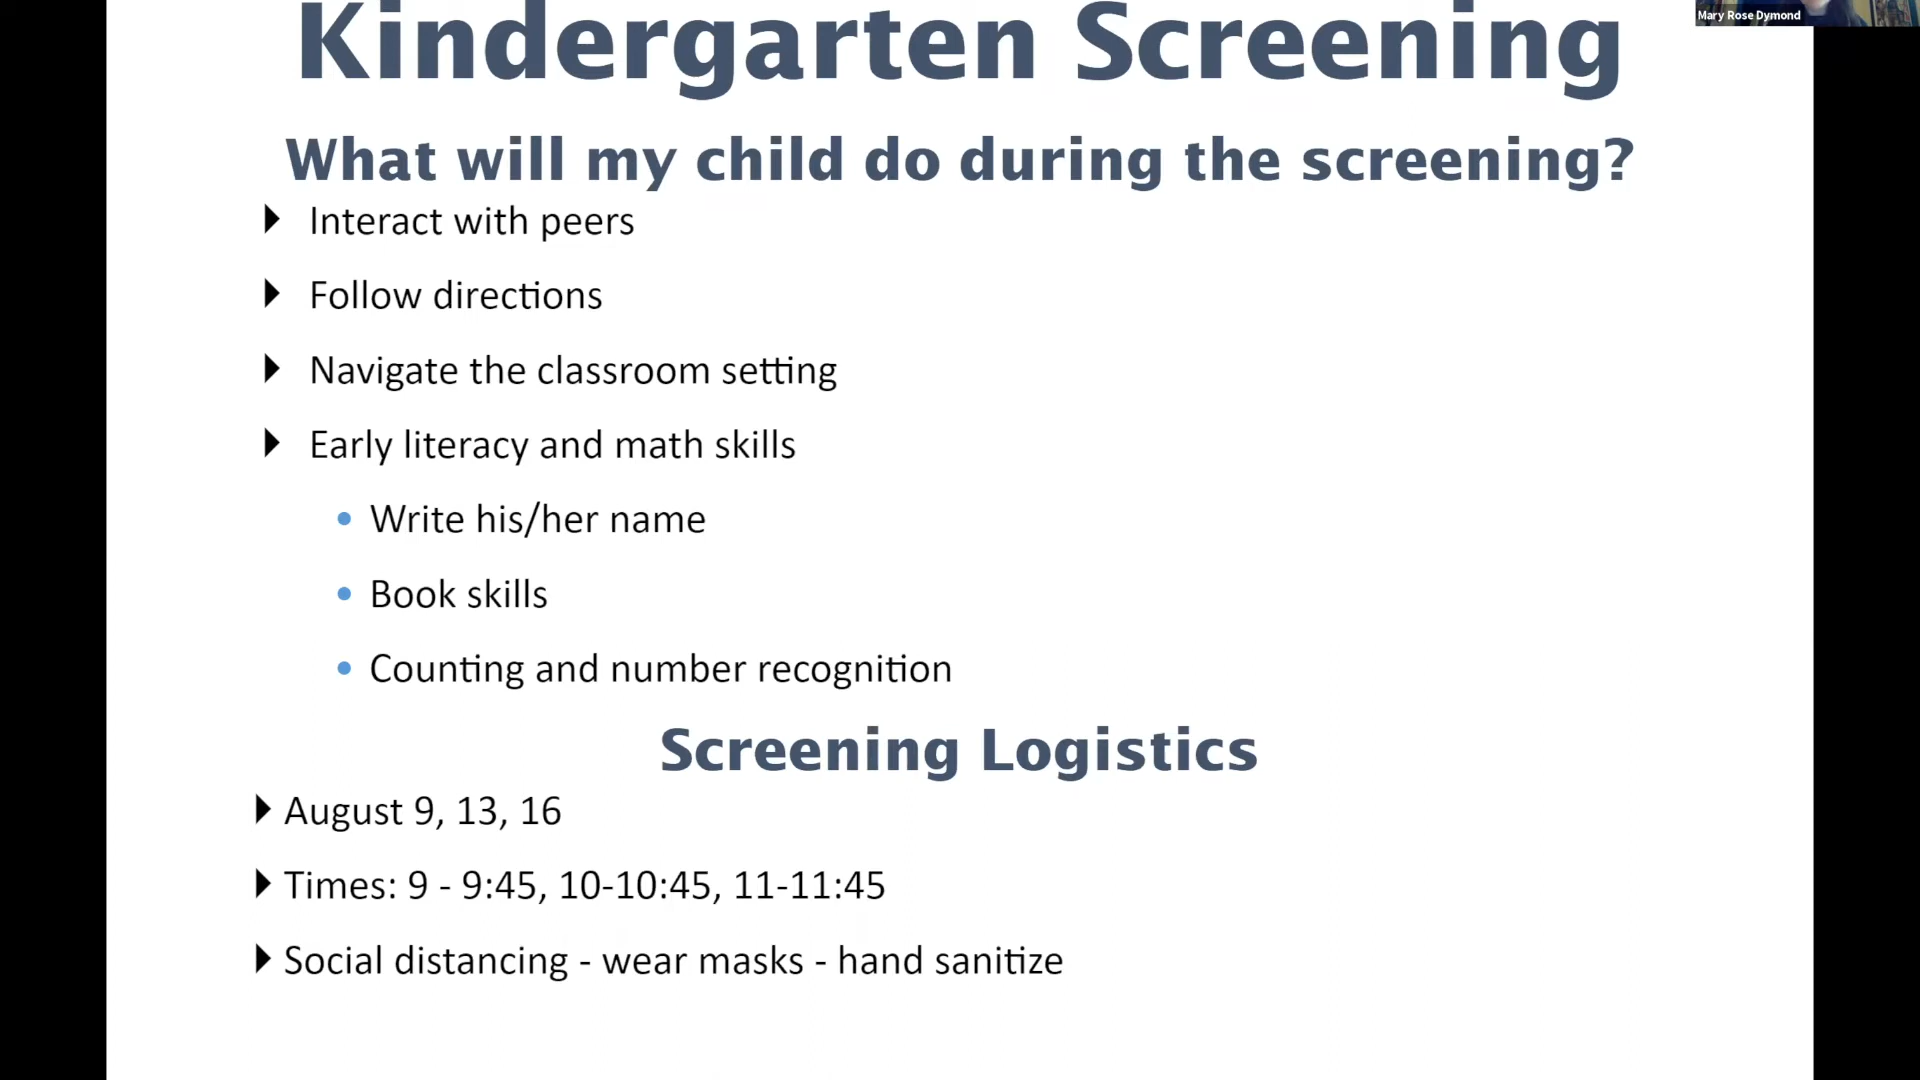 Mary Rose Dymond
Kindergarten Screening
What will my child do during the screening?
Interact with peers
Follow directions
Navigate the classroom setting
Early literacy and math skills
Write his/her name
Book skills
Counting and number recognition
Screening Logistics
August 9, 13, 16
Times: 9 - 9:45, 10-10:45, 11-11:45
Social distancing - wear masks - hand sanitize